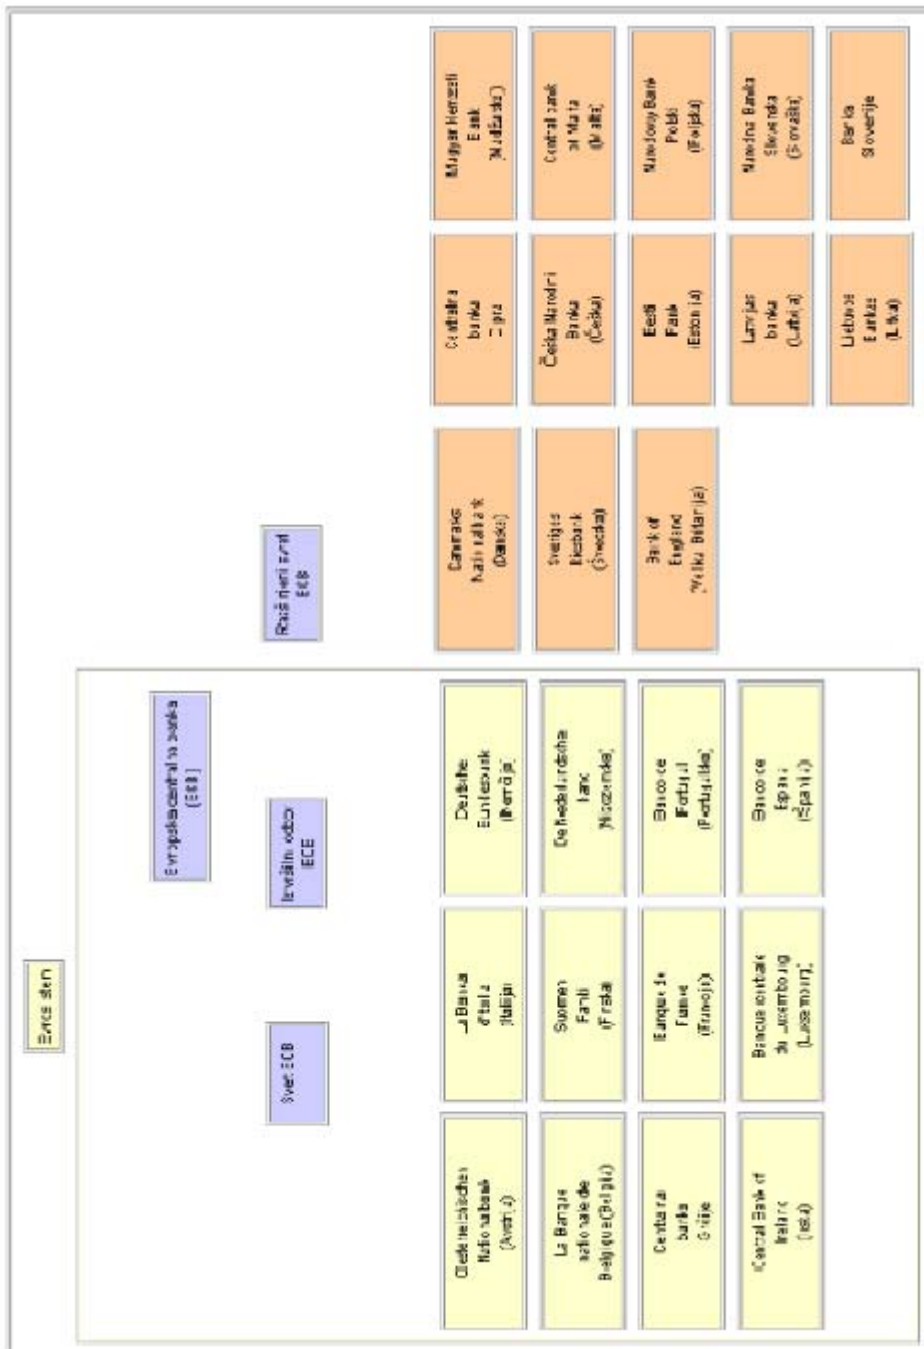 Evrosistem
Evropska centralna banka
(ECB)
Svet ECB
Izvršilni odbor
ECB
Razširjeni svet
ECB
Nationalbank
(Avstrija)
La Banca
d'Italia
(Italija)
Deutsche
Bundesbank
(Nemčija)
Danmarks
Nationalbank
(Danska)
Centralna
banka
Cipra
Magyar Nemzeti
Bank
(Madžarska)
La Banque
nationale de
Belgique (Belgija)
Suomen
Pankki
(Finska)
De Nederlandsche
Bank
(Nizozemska)
Sveriges
Riksbank
(Švedska)
Češka Narodni
Banka
(Češka)
Central bank
of Malta
(Malta)
Centralna
banka
Grčije
Banque de
France
(Francija)
Banco de
Portugal
(Portugalska)
Bank of
England
(Velika Britanija)
Eesti
Pank
(Estonija)
Narodowy Bank
Polski
(Poljska)
Central Bank of
Ireland
(Irska)
Banque centrale
du Luxembourg
(Luxembourg)
Banco de
España
(Španija)
Latvijas
banka
(Latvija)
Narodna Banka
Slovenska
(Slovaška)
Lietuvos
Bankas
(Litva)
Banka
Slovenije